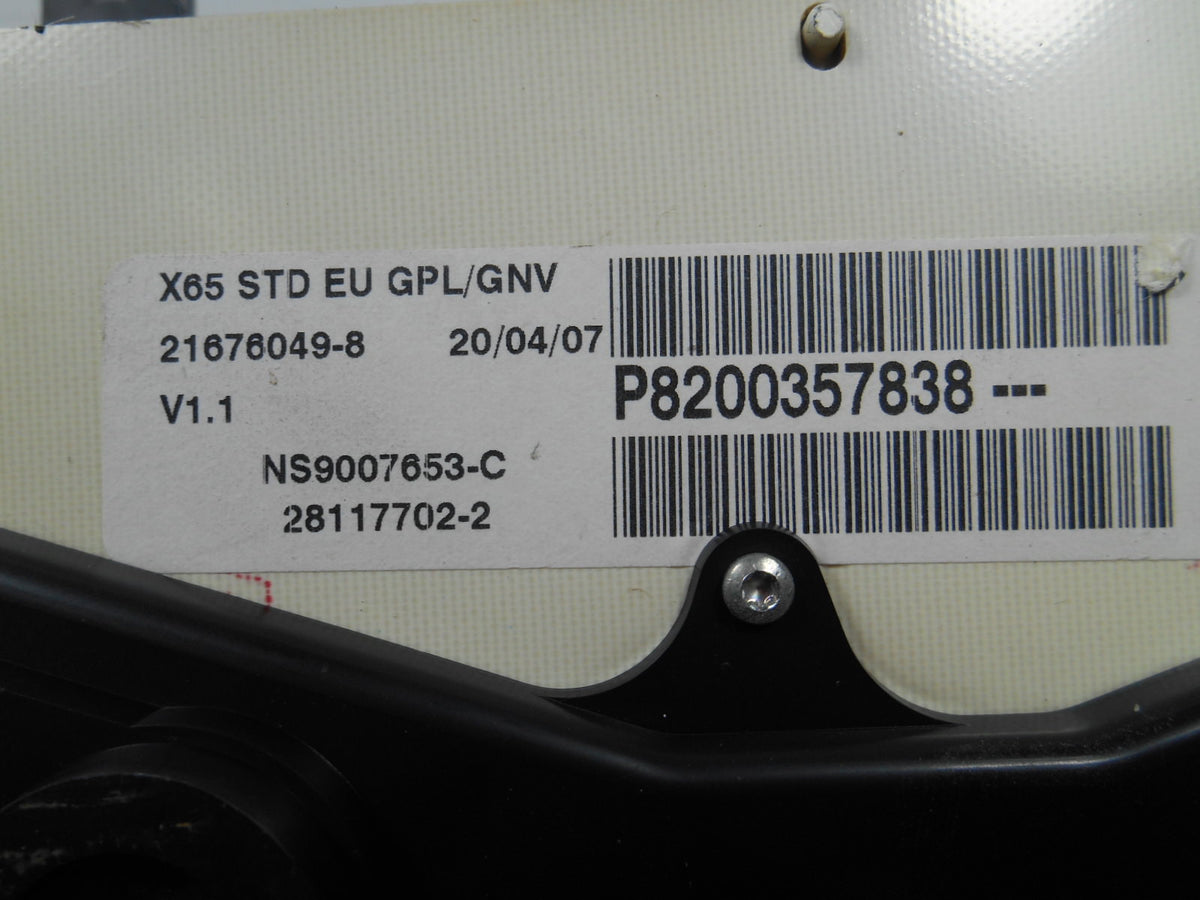 X65 STD EU GPL/GNV
21676049-8 20/04/07
V1.1
P8200357838 ---
NS9007653-C
28117702-2